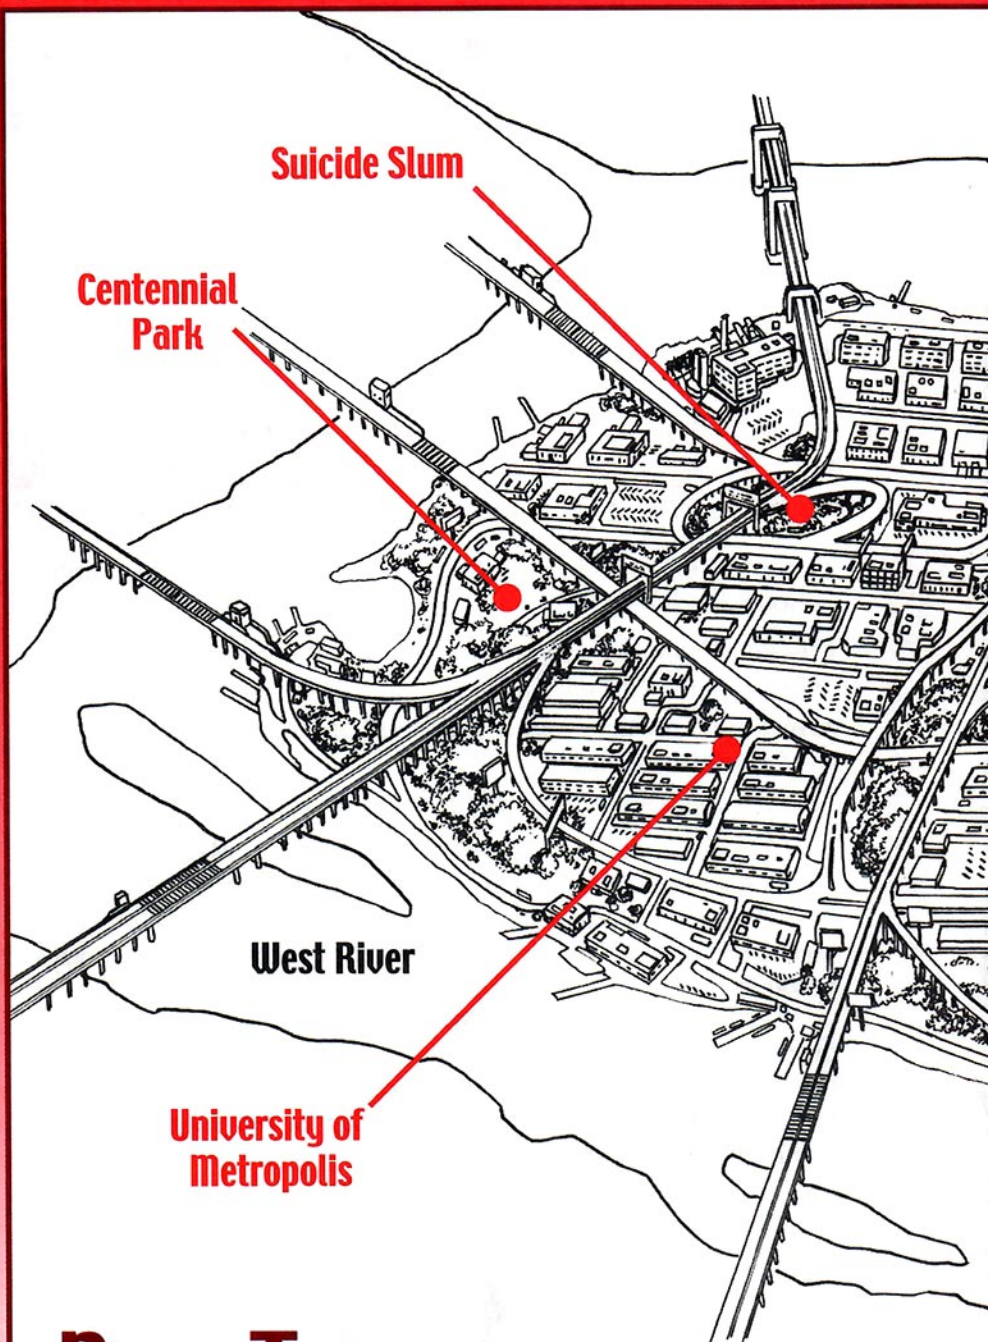 Suicide Slum
Centennial
Park
West River
University of
Metropolis